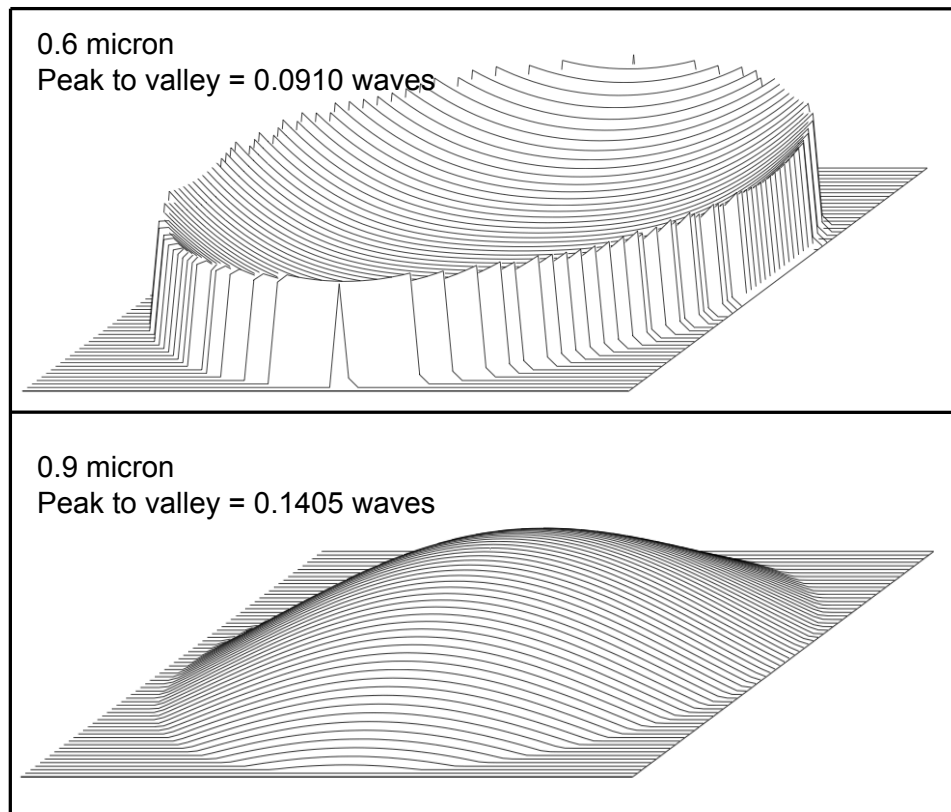 0.6 micron
Peak to valley = 0.0910 waves
0.9 micron
Peak to valley = 0.1405 waves